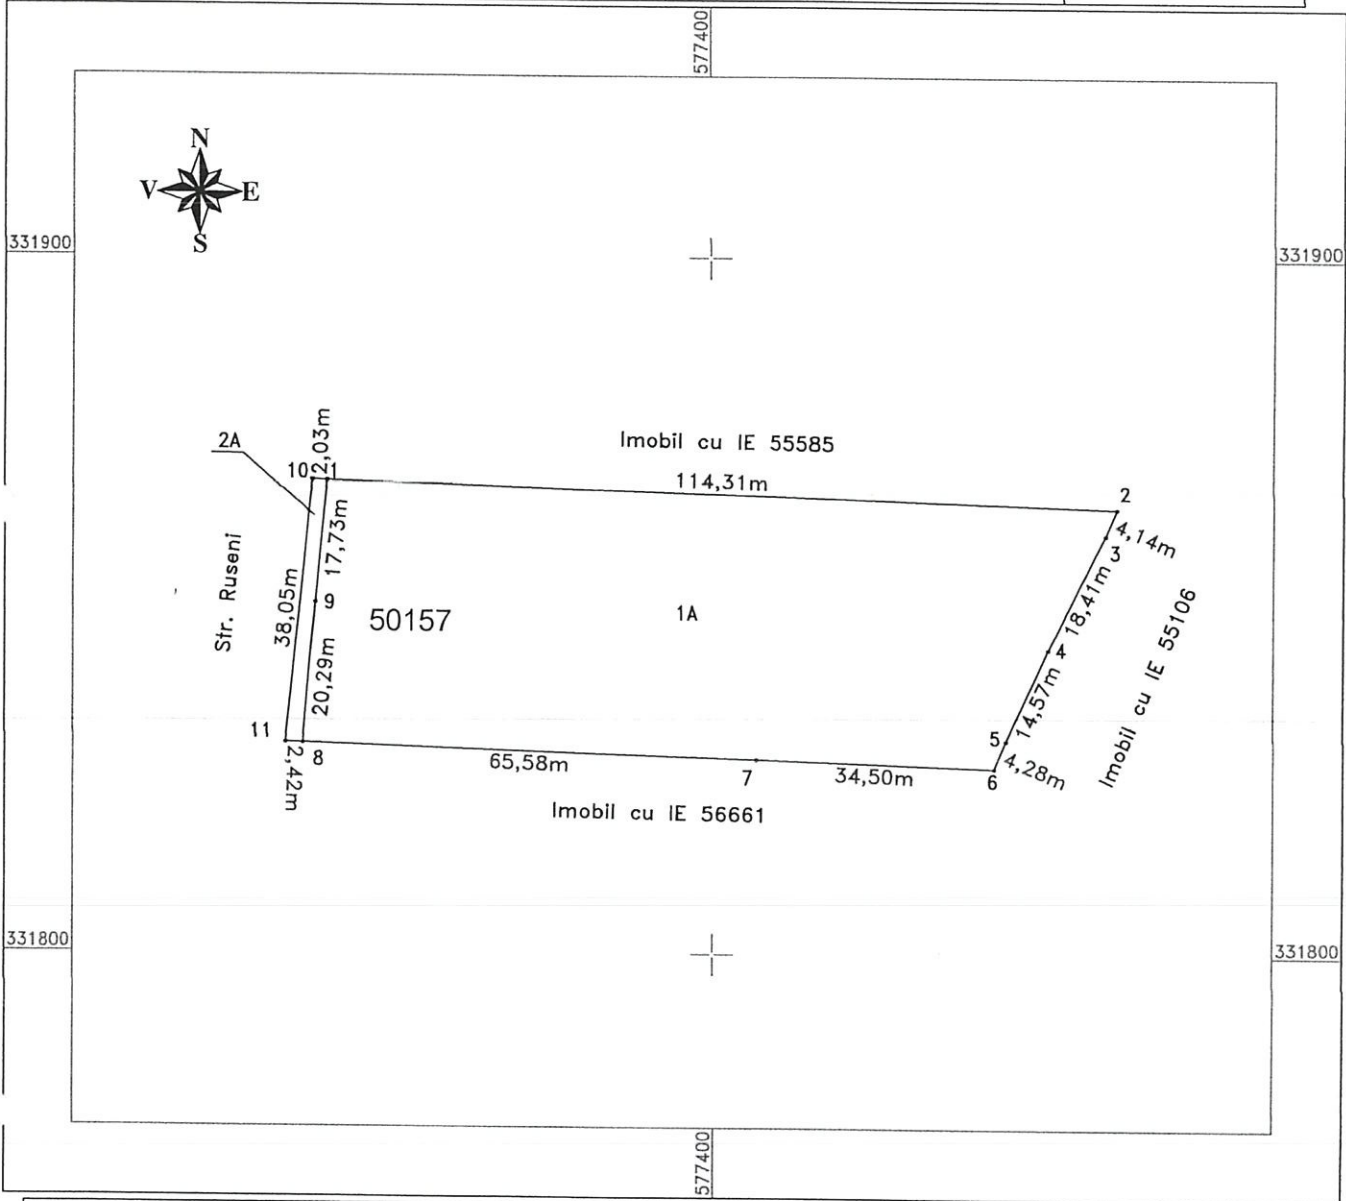 577400
N
V E
S
331900
331900
Imobil cu IE 55585
2A
10
2,03m
1
114,31m
2
4,14m
3
17,73m
18,41m
Str. Ruseni
38,05m
9
50157
1A
4
20,29m
14,57m
Imobil cu IE 55106
11
8
2,42m
65,58m
7
34,50m
5
6
4,28m
Imobil cu IE 56661
331800
331800
577400